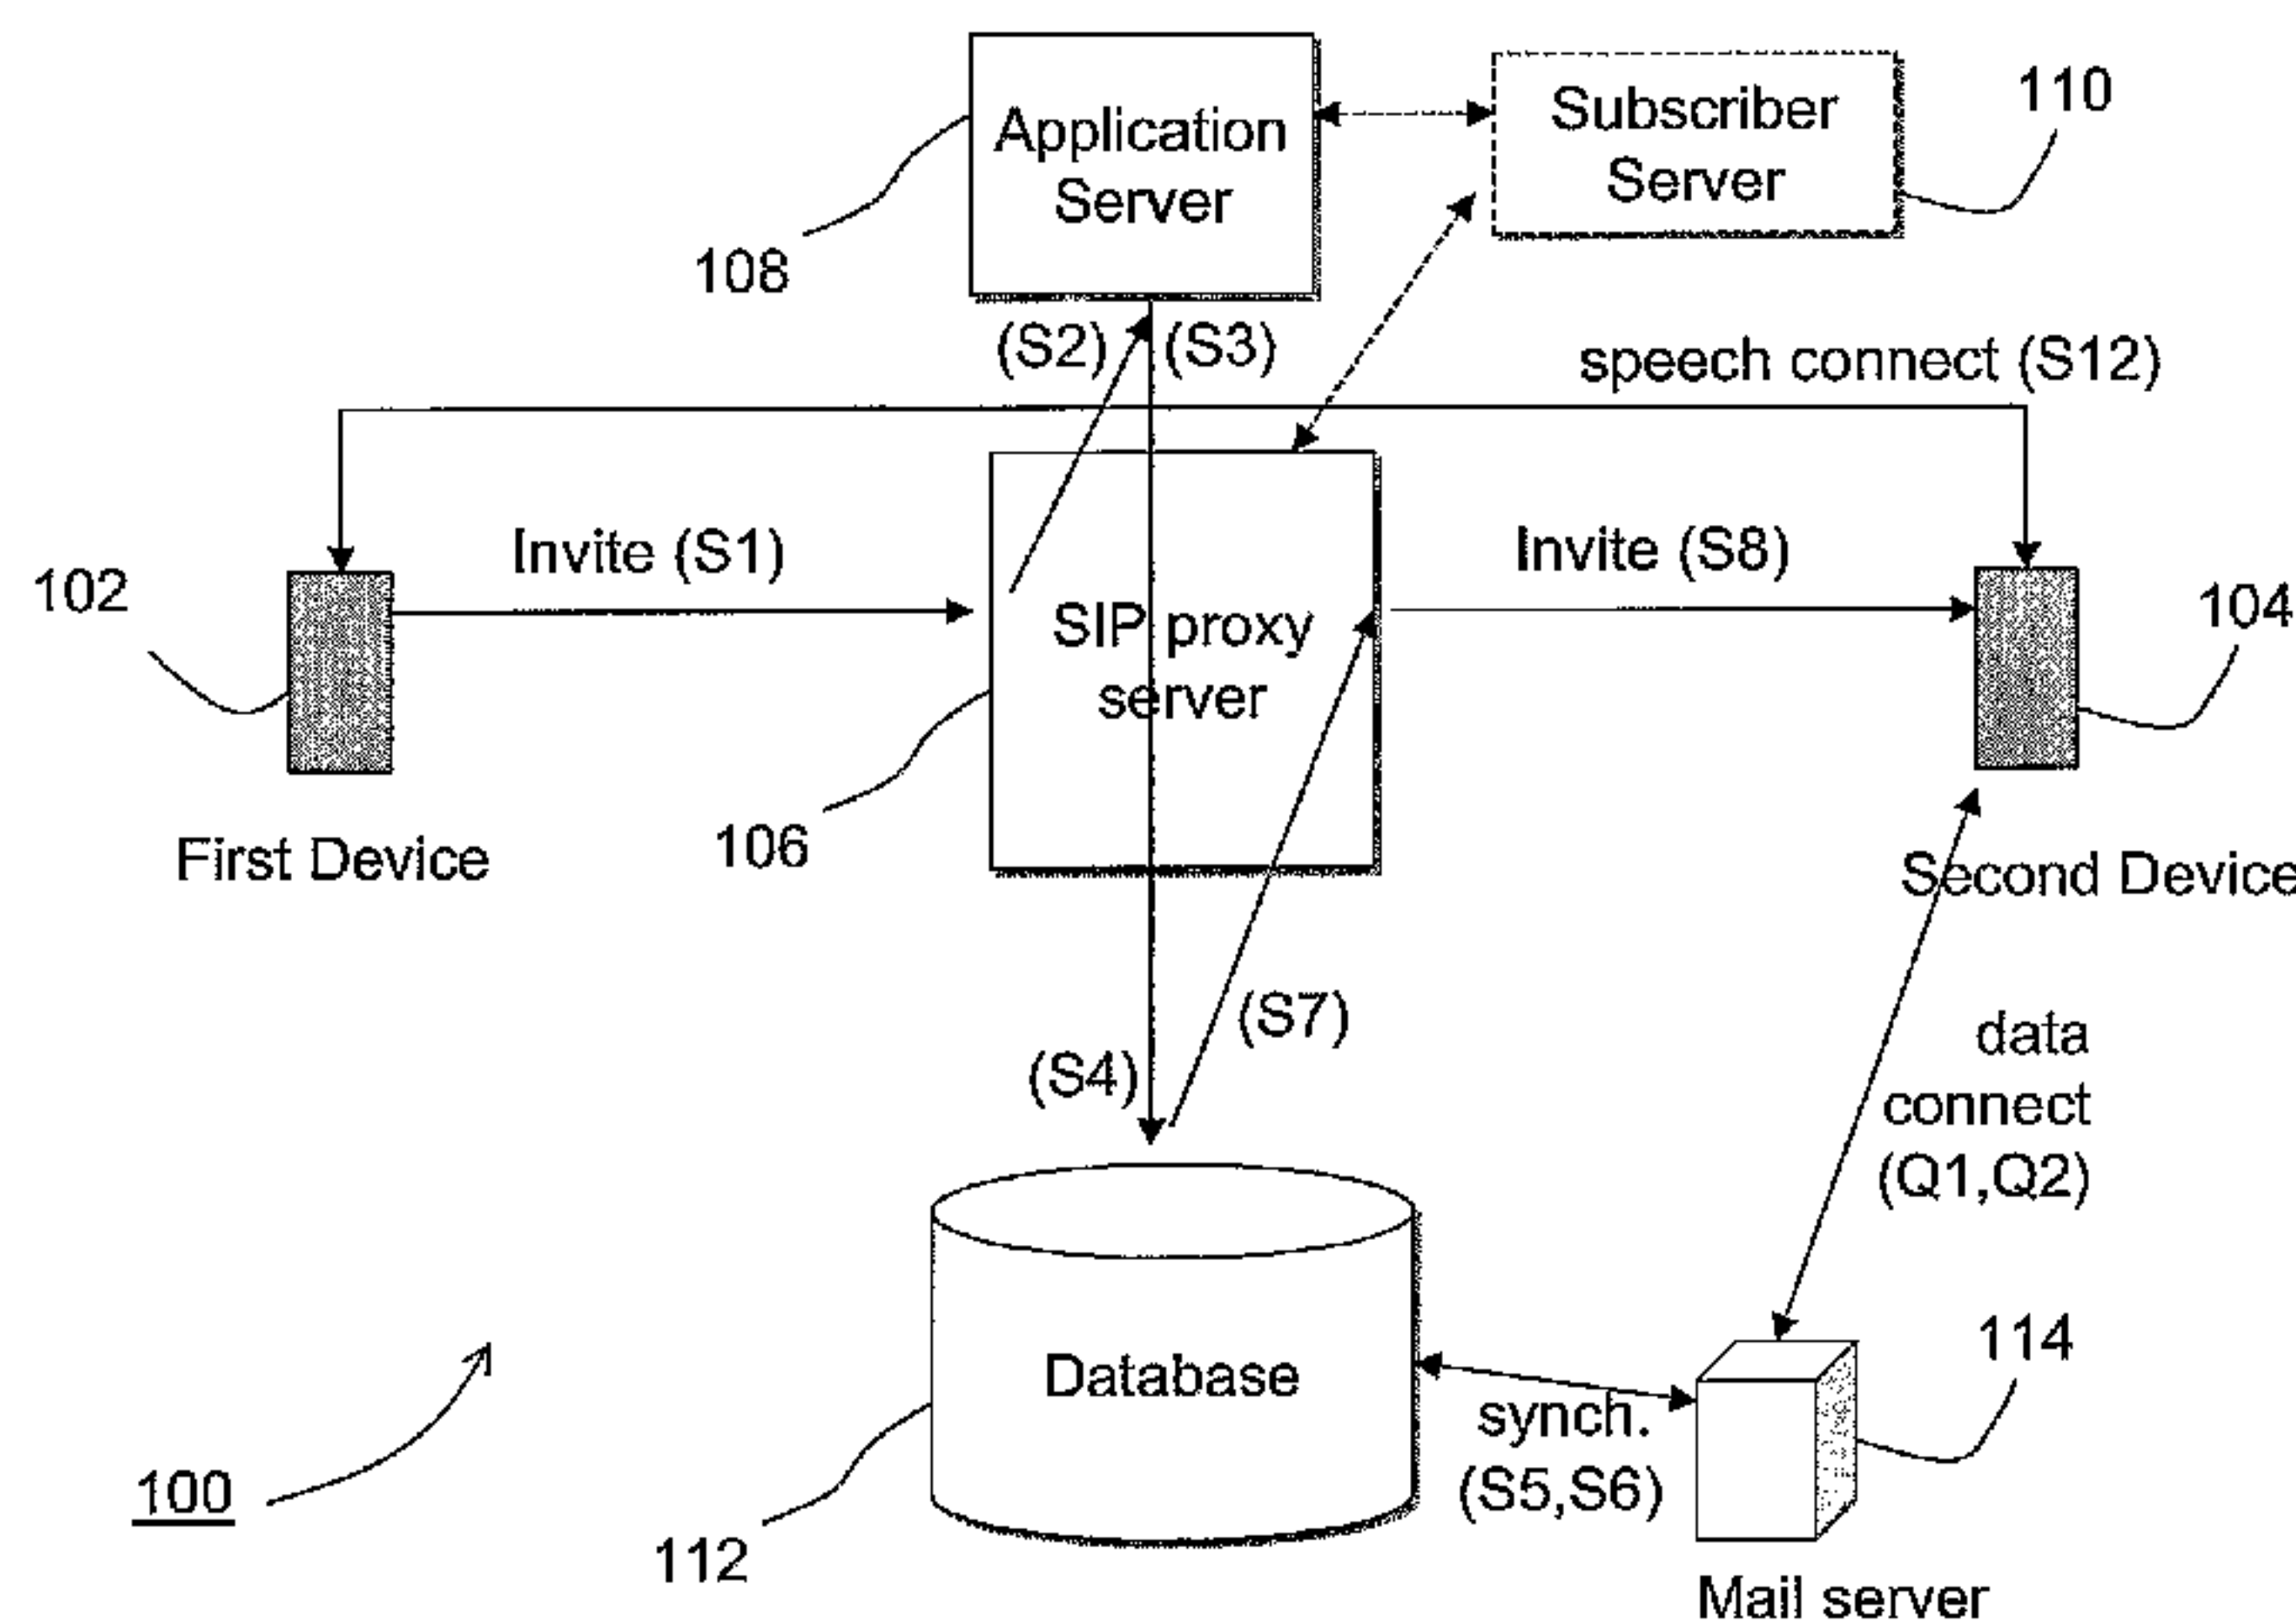 Application
Server
Subscriber
Server
110
108
(S2)
(S3)
speech connect (S12)
102
Invite (S1)
Invite (S8)
104
SIP proxy
server
106
First Device
Second Device
(S7)
(S4)
data
connect
(Q1,Q2)
Database
114
synch.
(S5,S6)
100
112
Mail server